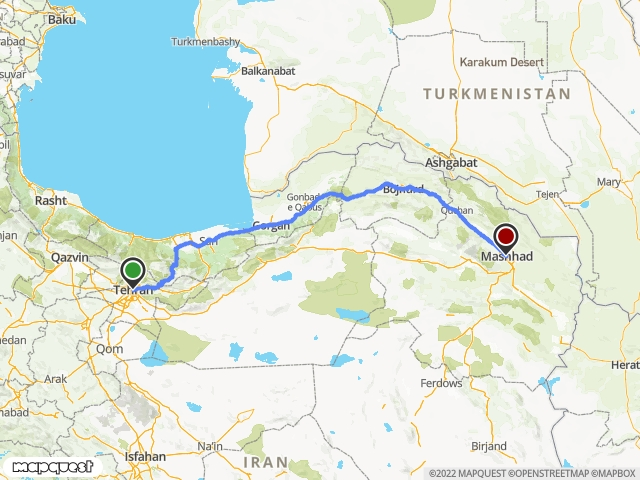 Baku
Turkmenbashy
Balkanabat
Karakum Desert
TURKMENISTAN
Ashgabat
Mary
Tejen
Rasht
Bojnurd
Quchan
Gonbad-
e Qabus
Gorgan
Sari
Mashhad
Qazvin
Tehran
Qom
Arak
Ferdows
Herat
Na'in
Birjand
Isfahan
IRAN
mapquest
©2022 MAPQUEST ©OPENSTREETMAP ©MAPBOX